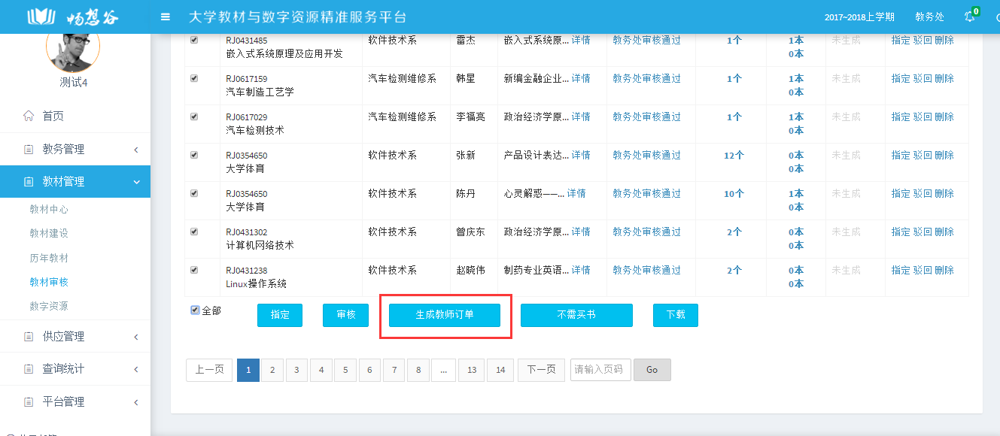 畅想谷
大学教材与数字资源精准服务平台
2017~2018上学期 教务处 0
测试4
首页
教务管理
教材管理
教材中心
教材建设
历年教材
教材审核
数字资源
供应管理
查询统计
平台管理
RJ0431485 软件技术系 雷杰 嵌入式系统原... 详情 教务处审核通过 1个 1本 未生成 指定 驳回 删除
嵌入式系统原理及应用开发 0本
RJ0617159 汽车检测维修系 韩星 新编金融企业... 详情 教务处审核通过 1个 1本 未生成 指定 驳回 删除
汽车制造工艺学 0本
RJ0617029 汽车检测维修系 李福亮 政治经济学原... 详情 教务处审核通过 1个 1本 未生成 指定 驳回 删除
汽车检测技术 0本
RJ0354650 软件技术系 张新 产品设计表达... 详情 教务处审核通过 12个 0本 未生成 指定 驳回 删除
大学体育 0本
RJ0354650 软件技术系 陈丹 心灵解惑——... 详情 教务处审核通过 10个 1本 未生成 指定 驳回 删除
大学体育 0本
RJ0431302 软件技术系 曾庆东 政治经济学原... 详情 教务处审核通过 2个 0本 未生成 指定 驳回 删除
计算机网络技术 0本
RJ0431238 软件技术系 赵晓伟 制药专业英语... 详情 教务处审核通过 2个 0本 未生成 指定 驳回 删除
Linux操作系统 0本
全部 指定 审核 生成教师订单 不需买书 下载
上一页 1 2 3 4 5 6 7 8 ... 13 14 下一页 请输入页码 Go